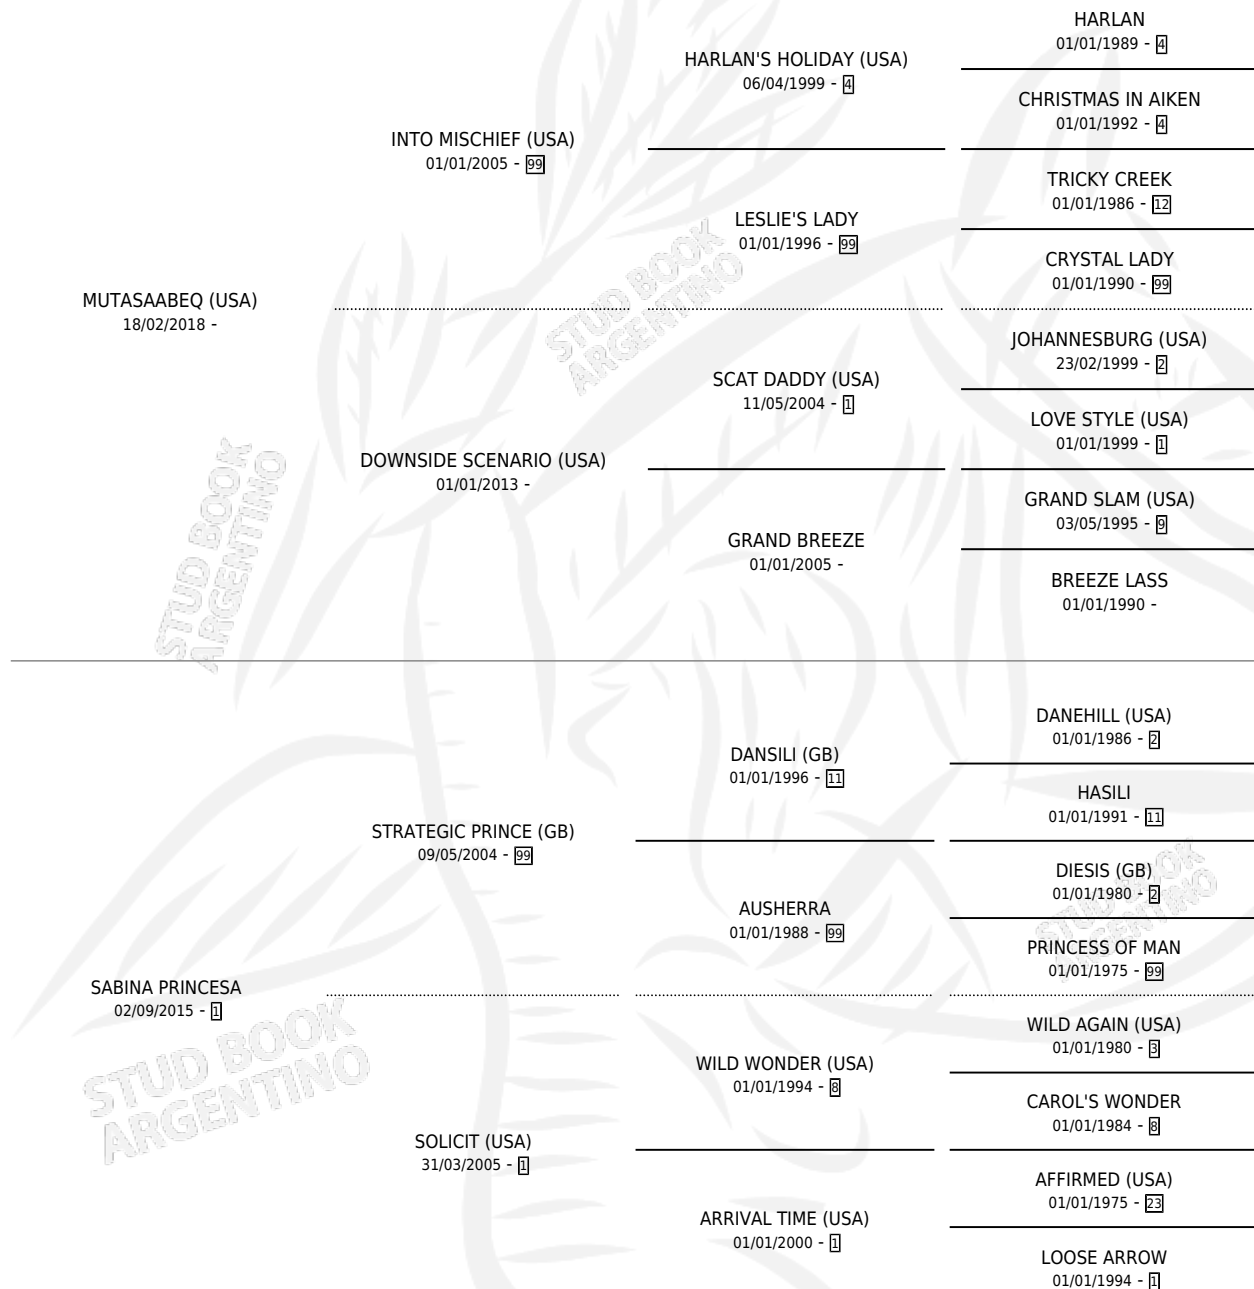 HARLAN
01/01/1989 - 4
HARLAN'S HOLIDAY (USA)
06/04/1999 - 4
CHRISTMAS IN AIKEN
01/01/1992 - 4
INTO MISCHIEF (USA)
01/01/2005 - 99
TRICKY CREEK
01/01/1986 - 12
LESLIE'S LADY
01/01/1996 - 99
CRYSTAL LADY
01/01/1990 - 99
MUTASAABEQ (USA)
18/02/2018 -
STUD BOOK
ARGENTINO
JOHANNESBURG (USA)
23/02/1999 - 2
SCAT DADDY (USA)
11/05/2004 - 1
LOVE STYLE (USA)
01/01/1999 - 1
DOWNSIDE SCENARIO (USA)
01/01/2013 -
GRAND SLAM (USA)
03/05/1995 - 9
GRAND BREEZE
01/01/2005 -
BREEZE LASS
01/01/1990 -
STUD BOOK
ARGENTINO
DANEHILL (USA)
01/01/1986 - 2
DANSILI (GB)
01/01/1996 - 11
HASILI
01/01/1991 - 11
STRATEGIC PRINCE (GB)
09/05/2004 - 99
DIESIS (GB)
01/01/1980 - 2
AUSHERRA
01/01/1988 - 99
PRINCESS OF MAN
01/01/1975 - 99
STUD BOOK
ARGENTINO
SABINA PRINCESA
02/09/2015 - 1
WILD AGAIN (USA)
01/01/1980 - 3
WILD WONDER (USA)
01/01/1994 - 8
CAROL'S WONDER
01/01/1984 - 8
STUD BOOK
ARGENTINO
SOLICIT (USA)
31/03/2005 - 1
AFFIRMED (USA)
01/01/1975 - 23
ARRIVAL TIME (USA)
01/01/2000 - 1
LOOSE ARROW
01/01/1994 - 1